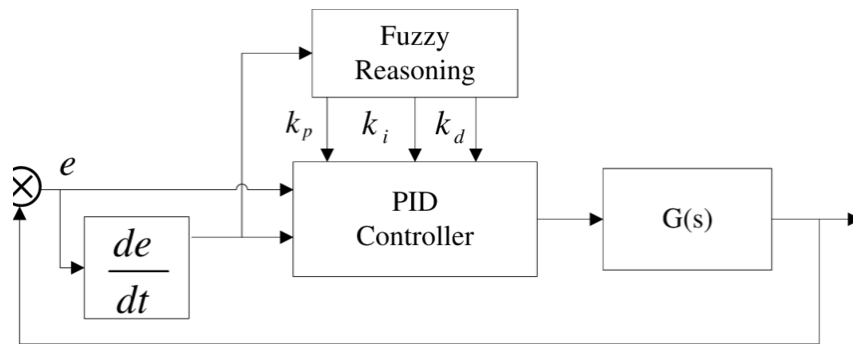 Fuzzy
Reasoning
k_p k_i k_d
e
PID
Controller
G(s)
de
dt